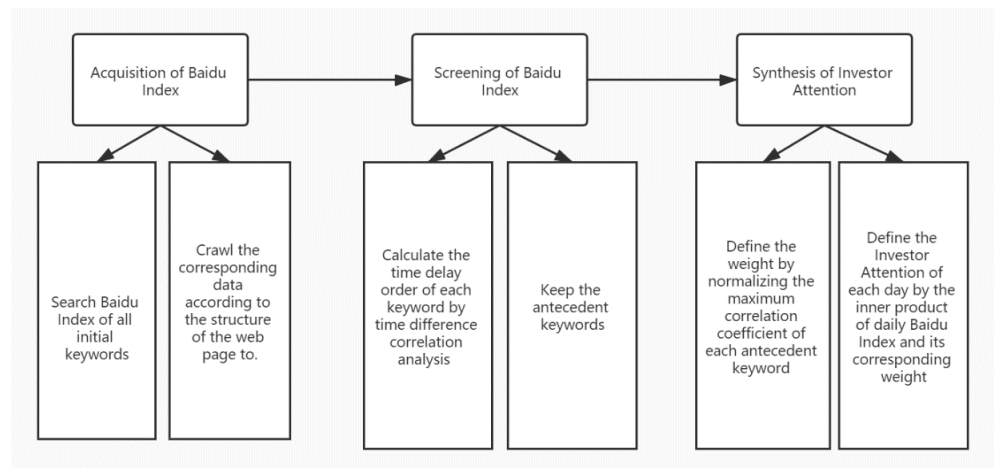 Acquisition of Baidu
Index
Screening of Baidu
Index
Synthesis of Investor
Attention
Search Baidu
Index of all
initial
keywords
Crawl the
corresponding
data
according to
the structure
of the web
page to.
Calculate the
time delay
order of each
keyword by
time difference
correlation
analysis
Keep the
antecedent
keywords
Define the
weight by
normalizing the
maximum
correlation
coefficient of
each antecedent
keyword
Define the
Investor
Attention of
each day by the
inner product
of daily Baidu
Index and its
corresponding
weight